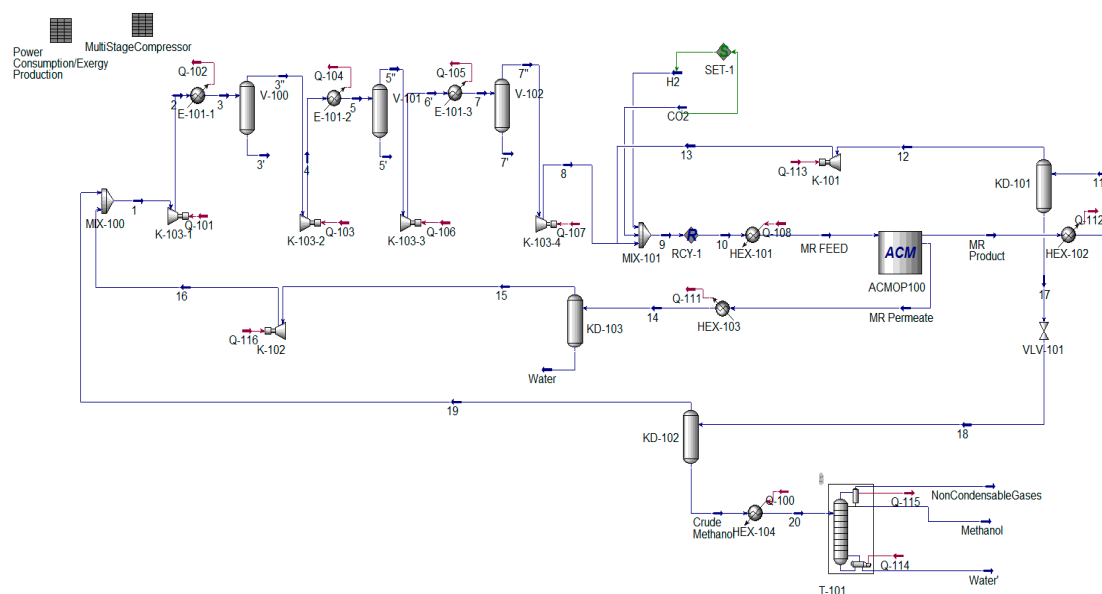 Power
Consumption/Exergy
Production
MultiStageCompressor
Q-102
2
E-101-1
3
V-100
3"
3'
Q-104
4
E-101-2
5
V-101
5"
5'
Q-105
6'
E-101-3
7
V-102
7"
7'
8
SET-1
H2
CO2
13
Q-113
K-101
12
KD-101
11
MIX-100
1
K-103-1
Q-101
K-103-2
Q-103
K-103-3
Q-106
K-103-4
Q-107
MIX-101
9
RCY-1
10
HEX-101
Q-108
MR FEED
ACM
ACMOP100
MR
Product
Q-112
HEX-102
16
Q-116
K-102
15
KD-103
Water
Q-111
14
HEX-103
MR Permeate
17
VLV-101
19
KD-102
18
Crude
Methanol
Q-100
HEX-104
20
Q-115
NonCondensableGases
Methanol
Q-114
Water'
T-101